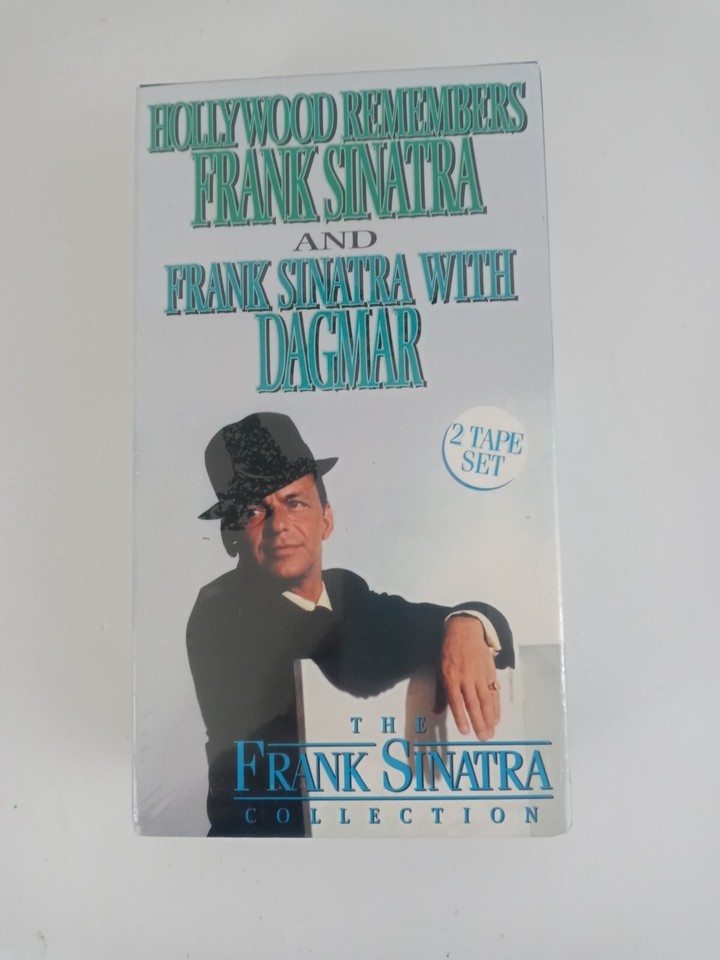 HOLLYWOOD REMEMBERS
FRANK SINATRA
AND
FRANK SINATRA WITH
DAGMAR
2 TAPE
SET
THE
FRANK SINATRA
COLLECTION